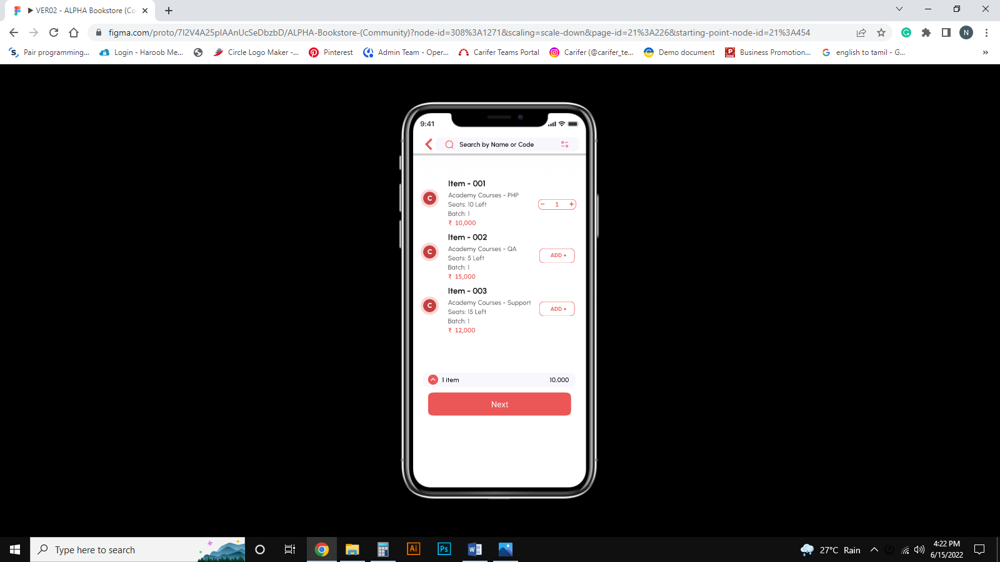 VER02 - ALPHA Bookstore (Co
figma.com/proto/7I2V4A25pIAAnUcSeDbzbD/ALPHA-Bookstore-(Community)?node-id=308%3A1271&scaling=scale-down&page-id=21%3A226&starting-point-node-id=21%3A454
N
Pair programming... Login - Haroob Me... Circle Logo Maker -... Pinterest Admin Team - Oper... Carifer Teams Portal Carifer (@carifer_te... Demo document Business Promotion... english to tamil - G... »
9:41
Search by Name or Code
Item - 001
C
Academy Courses - PHP
Seats: 10 Left
− 1 +
Batch: 1
₹ 10,000
Item - 002
C
Academy Courses - QA
ADD +
Seats: 5 Left
Batch: 1
₹ 15,000
Item - 003
C
Academy Courses - Support
ADD +
Seats: 15 Left
Batch: 1
₹ 12,000
1 item 10,000
Next
Type here to search
Ai
Ps
W
27°C Rain
4:22 PM
6/15/2022